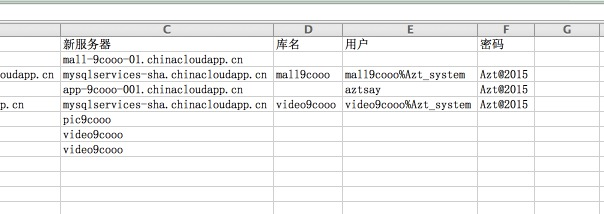 C D E F G
新服务器 库名 用户 密码
mall-9cooo-01.chinacloudapp.cn
oudapp.cn mysqlservices-sha.chinacloudapp.cn mall9cooo mall9cooo%Azt_system Azt@2015
app-9cooo-001.chinacloudapp.cn aztsay Azt@2015
p.cn mysqlservices-sha.chinacloudapp.cn video9cooo video9cooo%Azt_system Azt@2015
pic9cooo
video9cooo
video9cooo